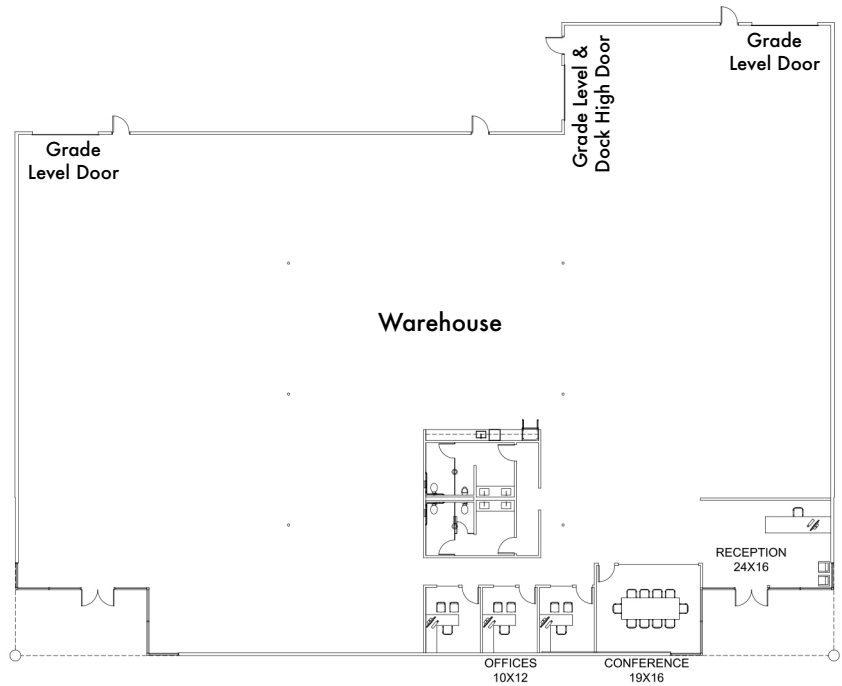 Grade
Level Door
Grade Level &
Dock High Door
Grade
Level Door
Warehouse
RECEPTION
24X16
OFFICES
10X12
CONFERENCE
19X16